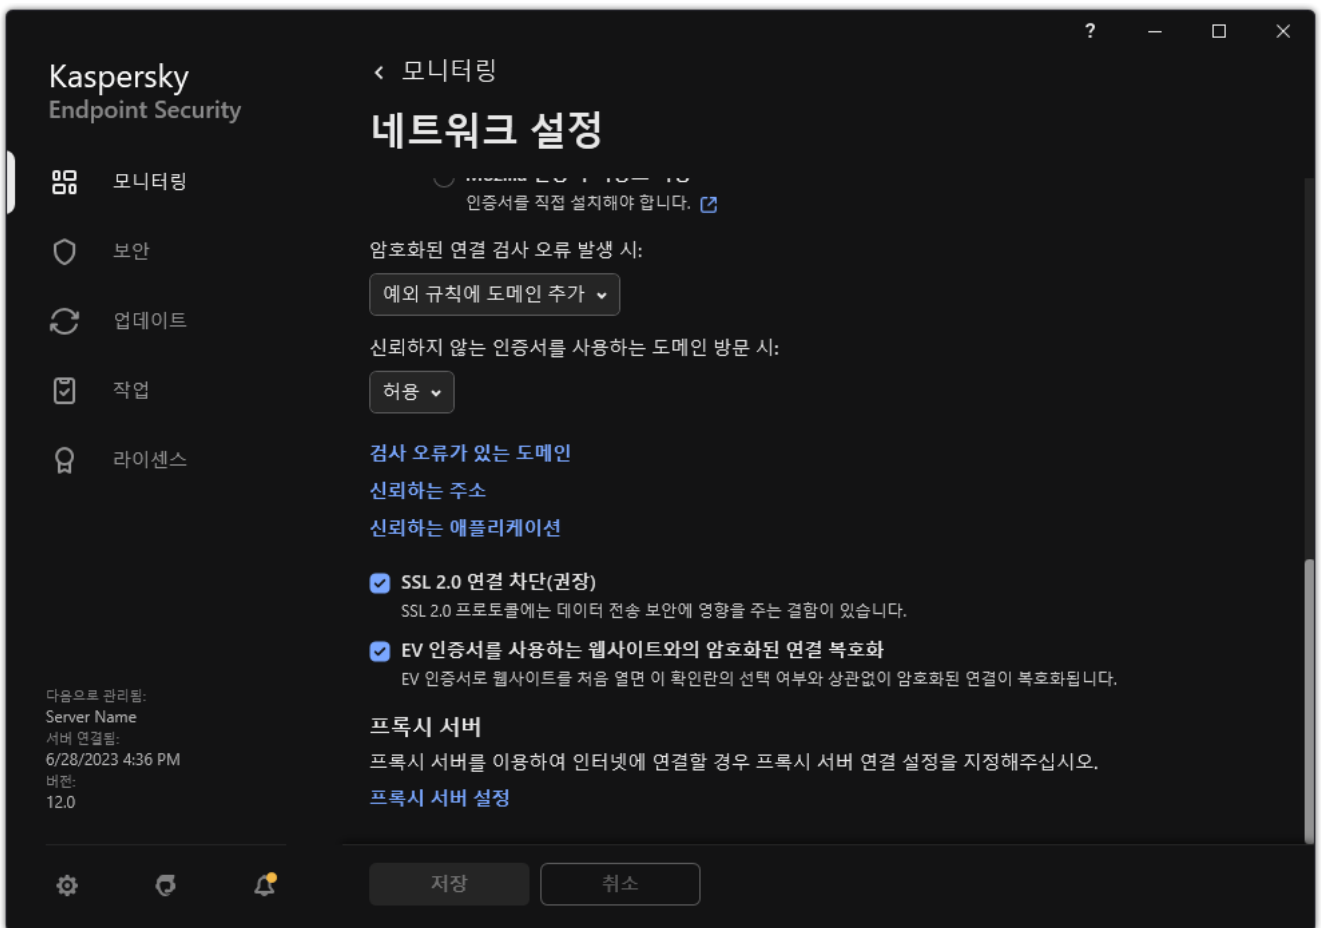 ?
Kaspersky
Endpoint Security
모니터링
보안
업데이트
작업
라이센스
다음으로 관리됨:
Server Name
서버 연결됨:
6/28/2023 4:36 PM
버전:
12.0
모니터링
네트워크 설정
Mozilla
인증서를 직접 설치해야 합니다.
암호화된 연결 검사 오류 발생 시:
예외 규칙에 도메인 추가
신뢰하지 않는 인증서를 사용하는 도메인 방문 시:
허용
검사 오류가 있는 도메인
신뢰하는 주소
신뢰하는 애플리케이션
SSL 2.0 연결 차단(권장)
SSL 2.0 프로토콜에는 데이터 전송 보안에 영향을 주는 결함이 있습니다.
EV 인증서를 사용하는 웹사이트와의 암호화된 연결 복호화
EV 인증서로 웹사이트를 처음 열면 이 확인란의 선택 여부와 상관없이 암호화된 연결이 복호화됩니다.
프록시 서버
프록시 서버를 이용하여 인터넷에 연결할 경우 프록시 서버 연결 설정을 지정해주십시오.
프록시 서버 설정
저장
취소